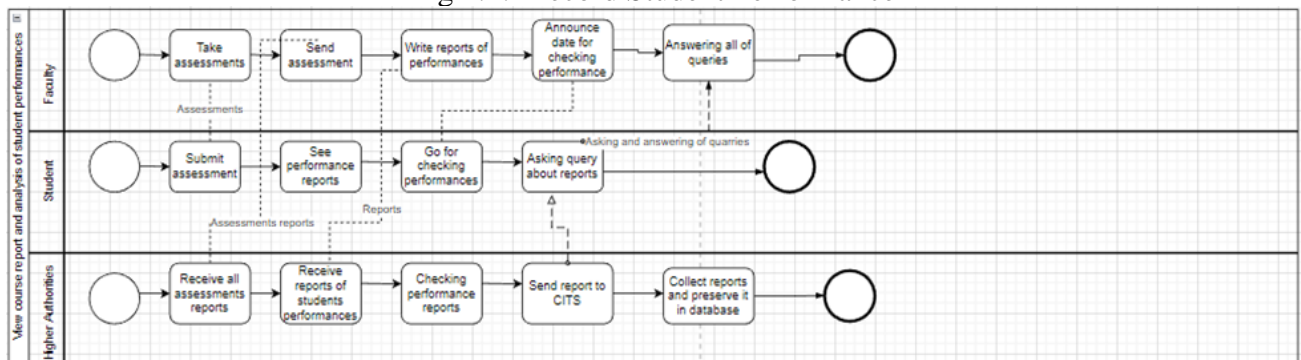 View course report and analysis of student performances
Faculty
Take
assessments
Send
assessment
Write reports of
performances
Announce
date for
checking
performance
Answering all of
queries
Assessments
Student
Submit
assessment
See
performance
reports
Go for
checking
performances
Asking query
about reports
Asking and answering of quarries
Assessments reports
Reports
Higher Authorities
Receive all
assessments
reports
Receive
reports of
students
performances
Checking
performance
reports
Send report to
CITS
Collect reports
and preserve it
in database